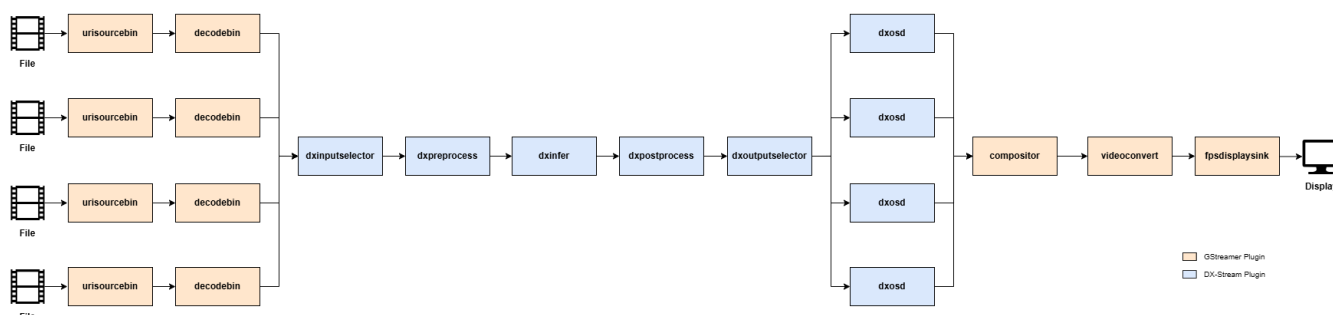 urisourcebin
decodebin
dxosd
File
urisourcebin
decodebin
dxosd
File
dxinputselector
dxpreprocess
dxinfer
dxpostprocess
dxoutputselector
compositor
videoconvert
fpsdisplaysink
Display
urisourcebin
decodebin
dxosd
File
GStreamer Plugin
DX-Stream Plugin
urisourcebin
decodebin
dxosd
File